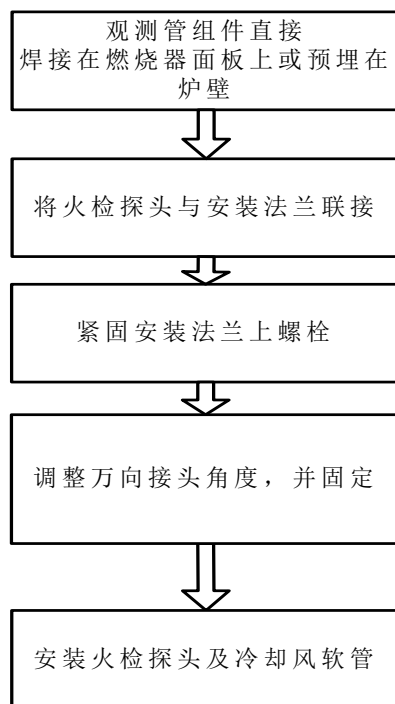 观测管组件直接
焊接在燃烧器面板上或预埋在
炉壁
将火检探头与安装法兰联接
紧固安装法兰上螺栓
调整万向接头角度，并固定
安装火检探头及冷却风软管